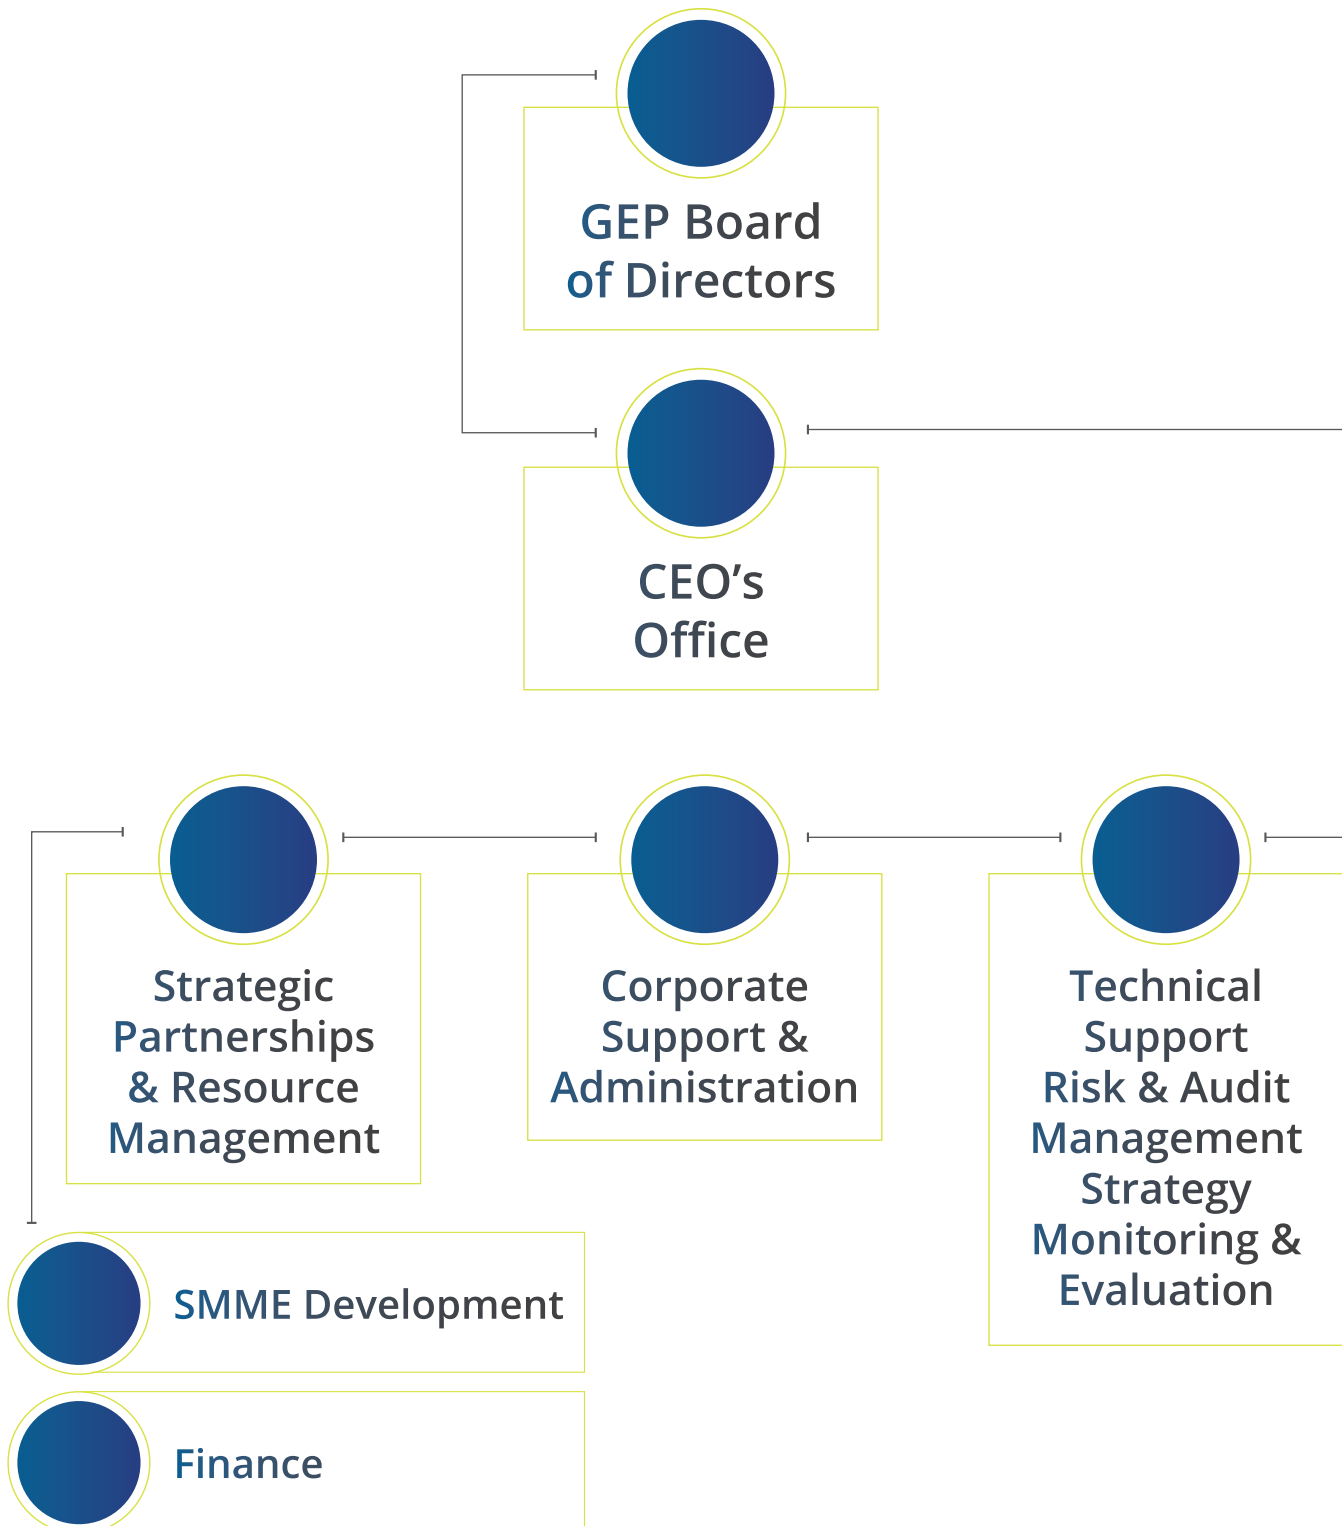 GEP Board
of Directors
CEO’s
Office
Strategic
Partnerships
& Resource
Management
Corporate
Support &
Administration
Technical
Support
Risk & Audit
Management
Strategy
Monitoring &
Evaluation
SMME Development
Finance